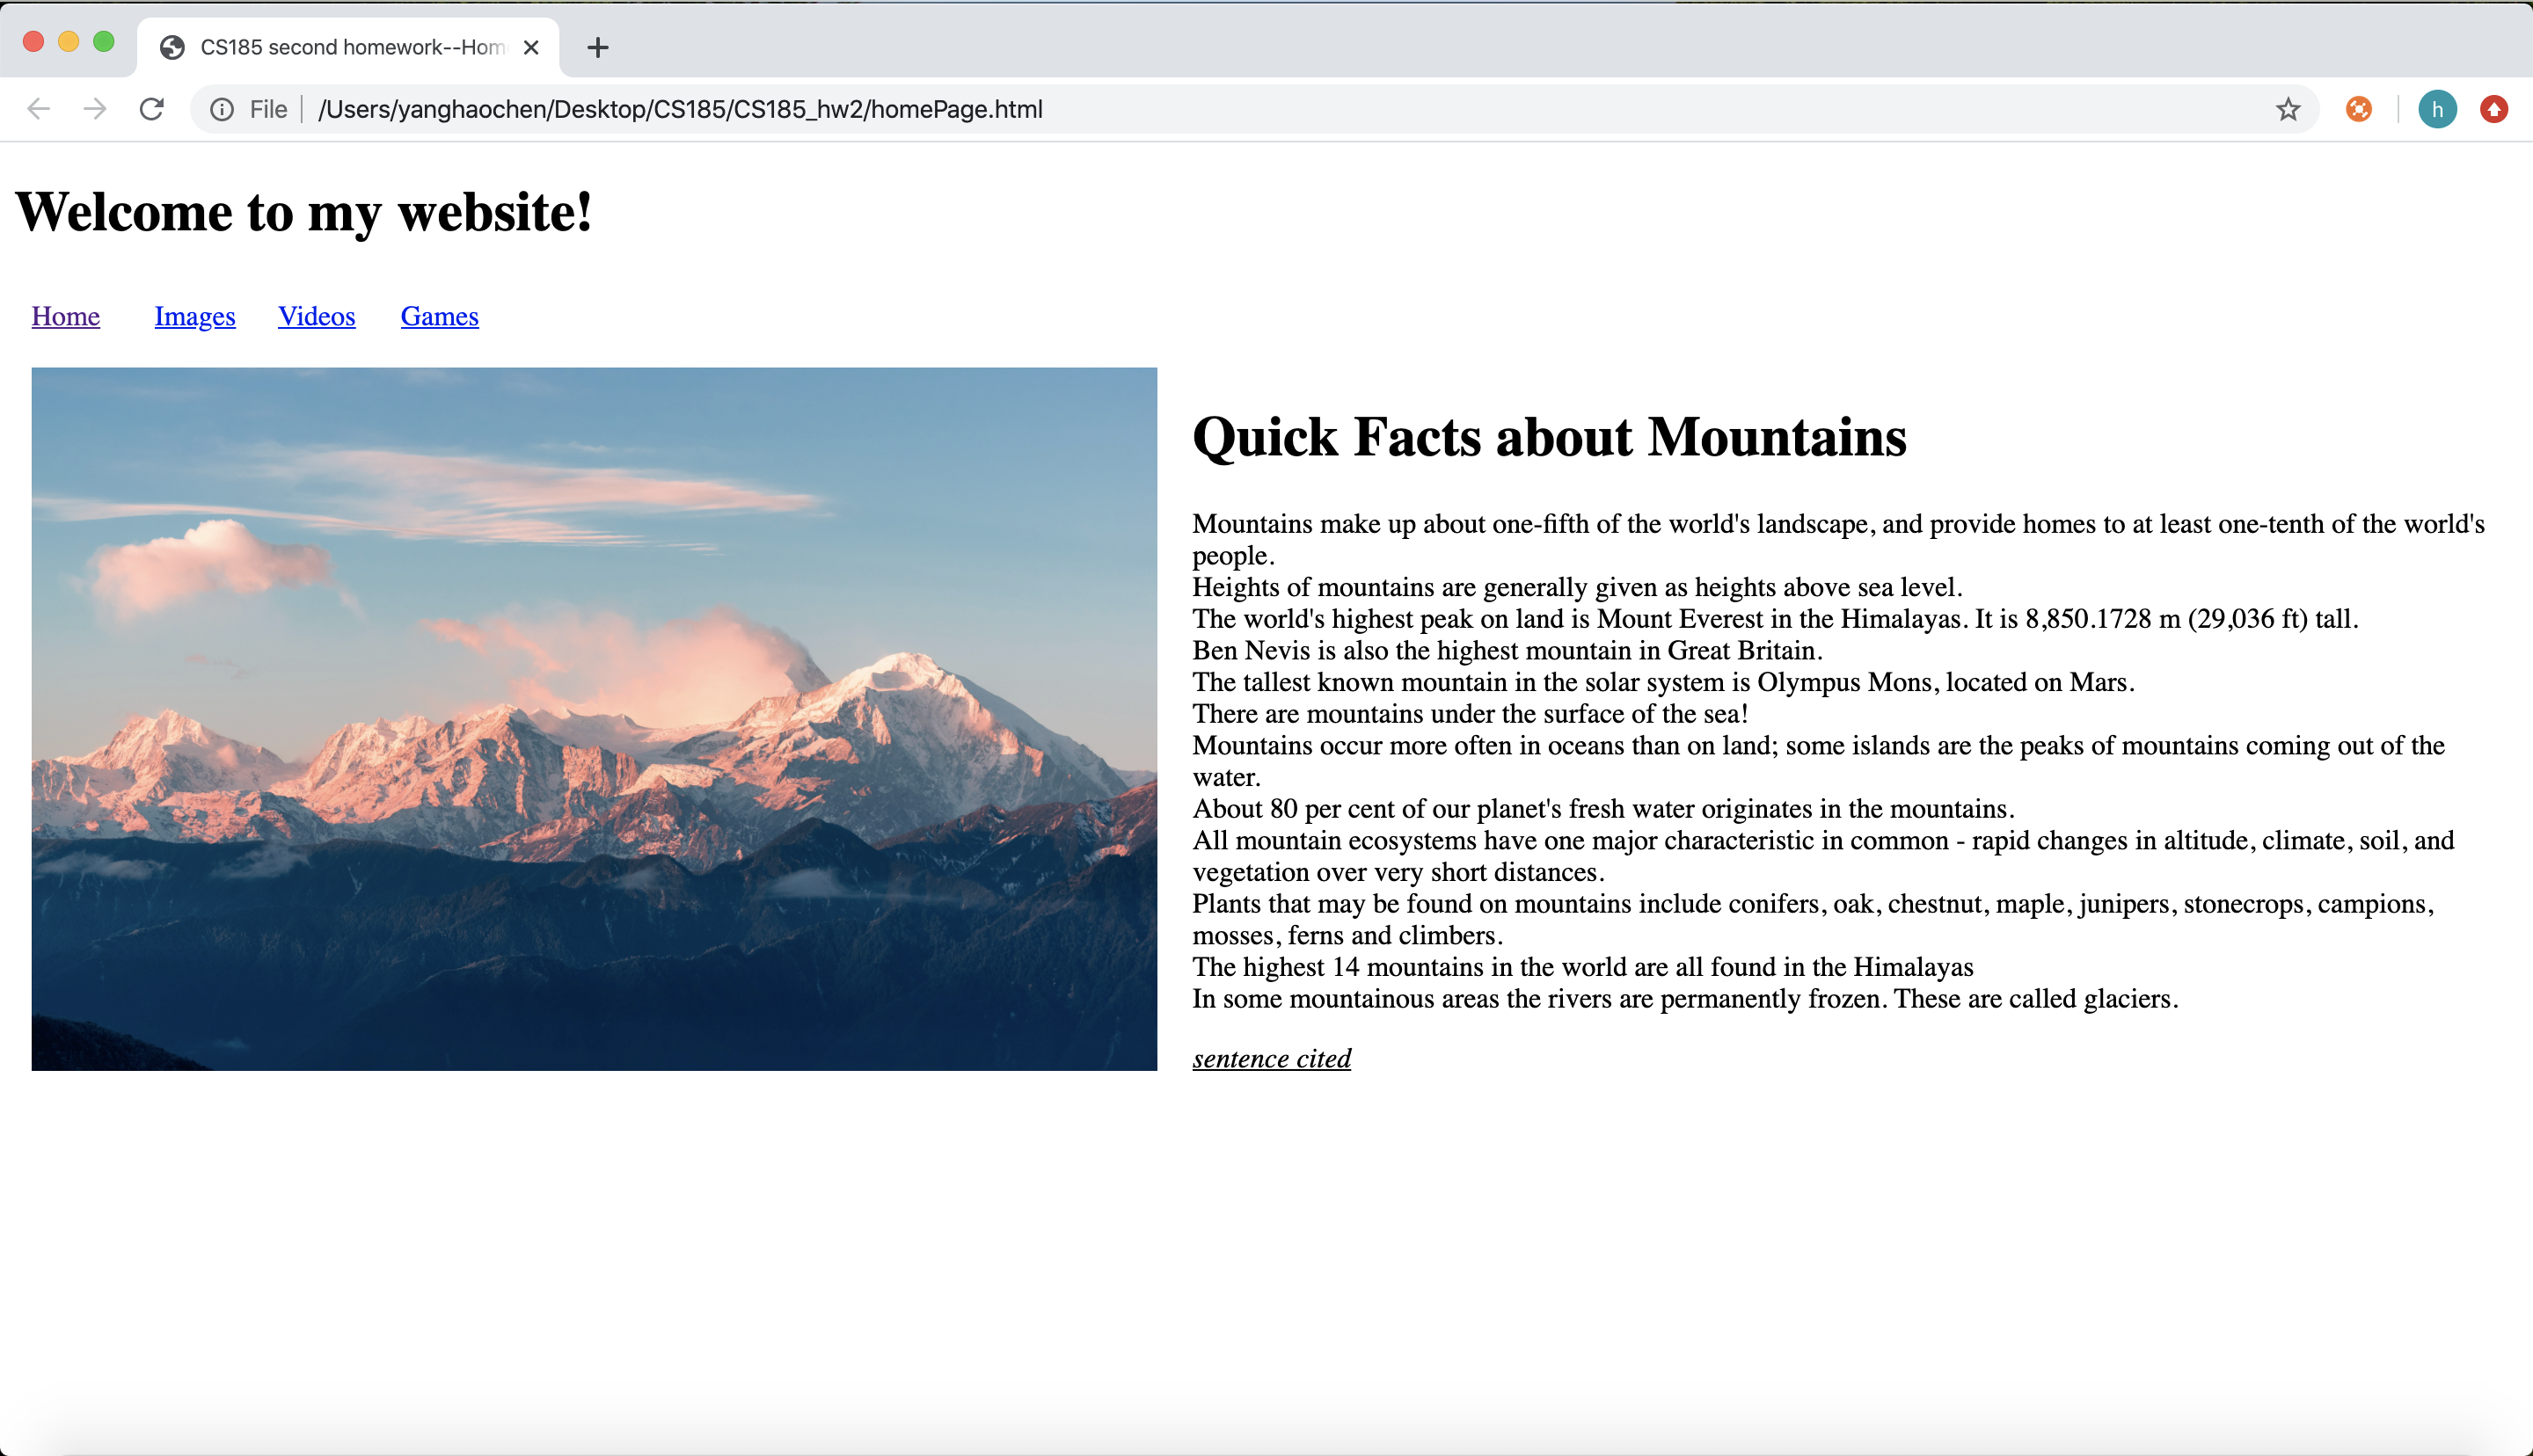 CS185 second homework--Hom
File /Users/yanghaochen/Desktop/CS185/CS185_hw2/homePage.html
h
Welcome to my website!
Home Images Videos Games
Quick Facts about Mountains
Mountains make up about one-fifth of the world's landscape, and provide homes to at least one-tenth of the world's
people.
Heights of mountains are generally given as heights above sea level.
The world's highest peak on land is Mount Everest in the Himalayas. It is 8,850.1728 m (29,036 ft) tall.
Ben Nevis is also the highest mountain in Great Britain.
The tallest known mountain in the solar system is Olympus Mons, located on Mars.
There are mountains under the surface of the sea!
Mountains occur more often in oceans than on land; some islands are the peaks of mountains coming out of the
water.
About 80 per cent of our planet's fresh water originates in the mountains.
All mountain ecosystems have one major characteristic in common - rapid changes in altitude, climate, soil, and
vegetation over very short distances.
Plants that may be found on mountains include conifers, oak, chestnut, maple, junipers, stonecrops, campions,
mosses, ferns and climbers.
The highest 14 mountains in the world are all found in the Himalayas
In some mountainous areas the rivers are permanently frozen. These are called glaciers.
sentence cited